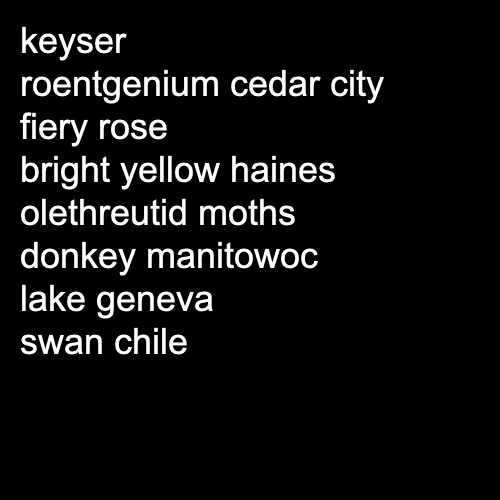 keyser
roentgenium cedar city
fiery rose
bright yellow haines
olethreutid moths
donkey manitowoc
lake geneva
swan chile